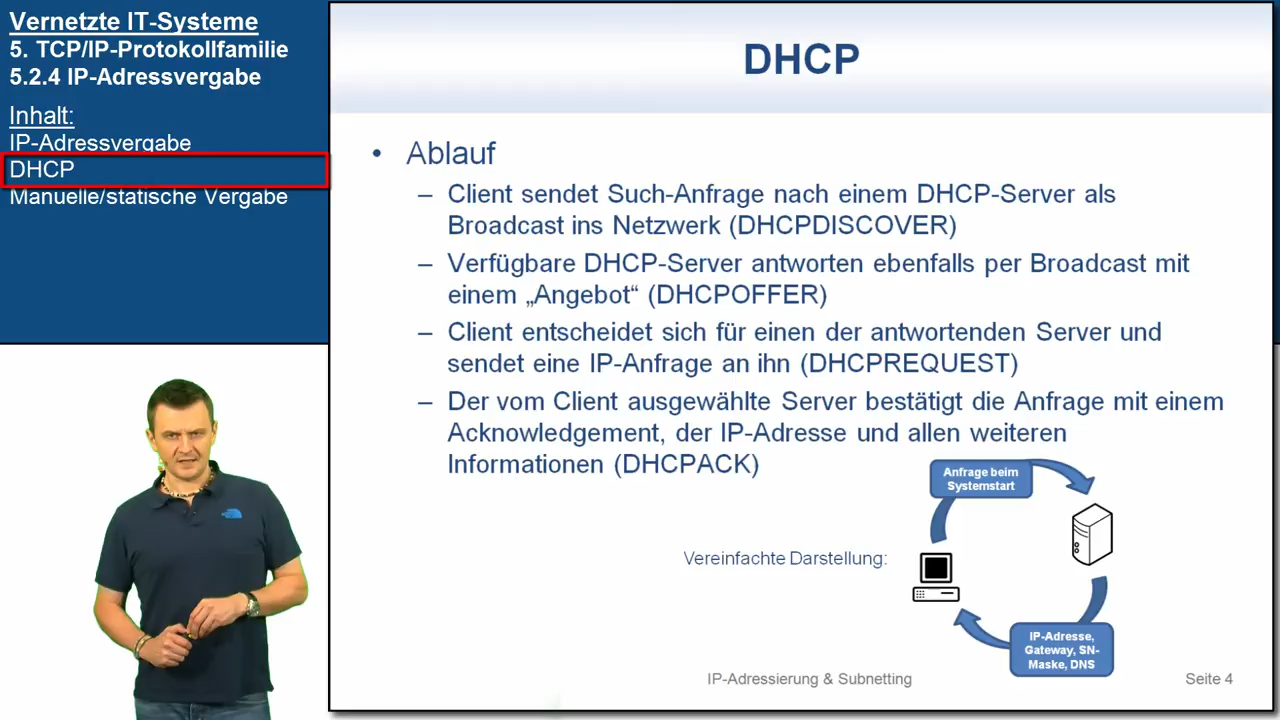 Vernetzte IT-Systeme
5. TCP/IP-Protokollfamilie
5.2.4 IP-Adressvergabe
Inhalt:
IP-Adressvergabe
DHCP
Manuelle/statische Vergabe
DHCP
• Ablauf
– Client sendet Such-Anfrage nach einem DHCP-Server als
Broadcast ins Netzwerk (DHCPDISCOVER)
– Verfügbare DHCP-Server antworten ebenfalls per Broadcast mit
einem „Angebot“ (DHCPOFFER)
– Client entscheidet sich für einen der antwortenden Server und
sendet eine IP-Anfrage an ihn (DHCPREQUEST)
– Der vom Client ausgewählte Server bestätigt die Anfrage mit einem
Acknowledgement, der IP-Adresse und allen weiteren
Informationen (DHCPACK)
Anfrage beim
Systemstart
Vereinfachte Darstellung:
IP-Adresse,
Gateway, SN-
Maske, DNS
IP-Adressierung & Subnetting
Seite 4